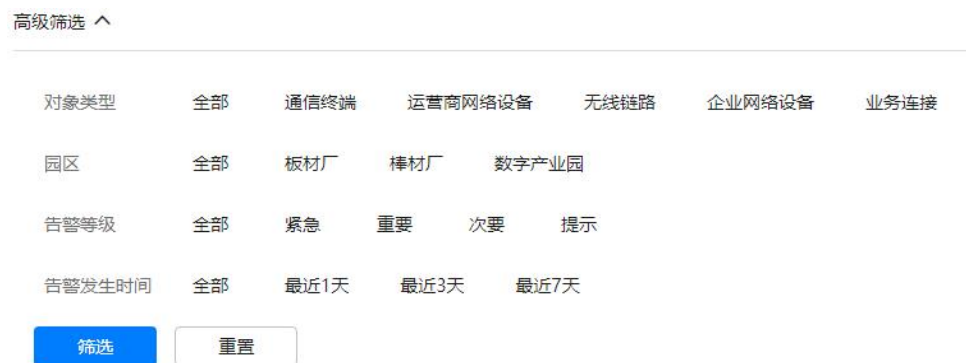 高级筛选
对象类型 全部 通信终端 运营商网络设备 无线链路 企业网络设备 业务连接
园区 全部 板材厂 棒材厂 数字产业园
告警等级 全部 紧急 重要 次要 提示
告警发生时间 全部 最近1天 最近3天 最近7天
筛选 重置